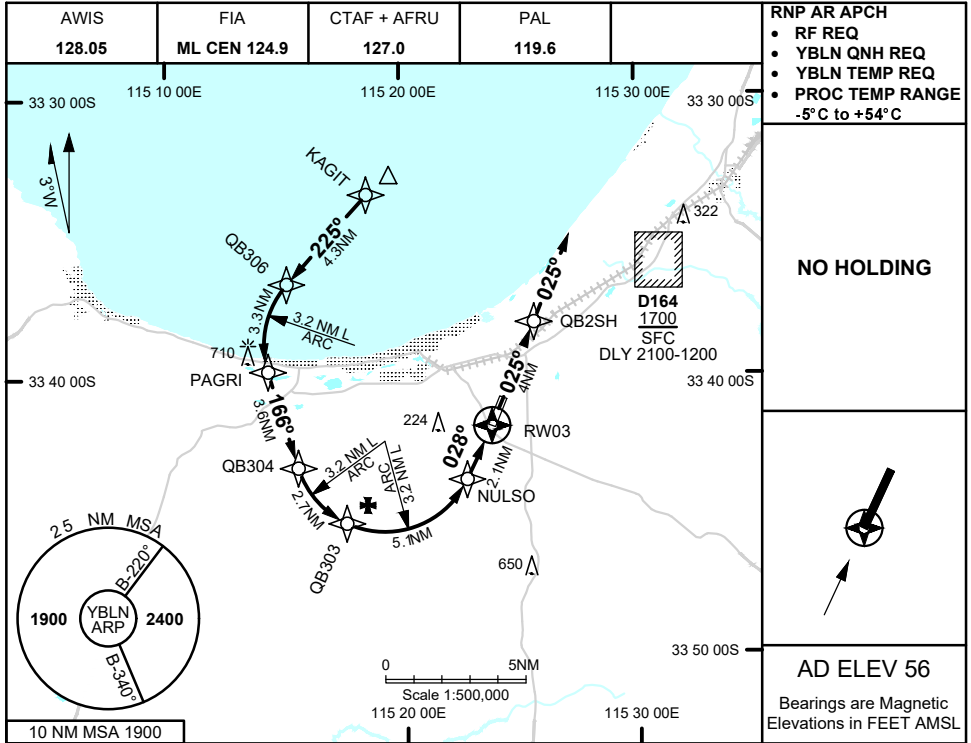 AWIS
128.05
FIA
ML CEN 124.9
CTAF + AFRU
127.0
PAL
119.6
RNP AR APCH
• RF REQ
• YBLN QNH REQ
• YBLN TEMP REQ
• PROC TEMP RANGE
-5°C to +54°C
NO HOLDING
AD ELEV 56
Bearings are Magnetic
Elevations in FEET AMSL
115 10 00E
115 20 00E
115 30 00E
33 30 00S
33 30 00S
3°W
KAGIT
225°
4.3NM
QB306
3.3NM
3.2 NM L
ARC
710
PAGRI
33 40 00S
33 40 00S
322
D164
1700
SFC
DLY 2100-1200
025°
QB2SH
025°
4NM
RW03
224
166°
3.6NM
QB304
3.2 NM L
ARC
3.2 NM L
ARC
028°
2.1NM
NULSO
2.7NM
QB303
5.1NM
650
25 NM MSA
B-220°
1900
YBLN
ARP
2400
B-340°
10 NM MSA 1900
0
5NM
Scale 1:500,000
33 50 00S
115 20 00E
115 30 00E